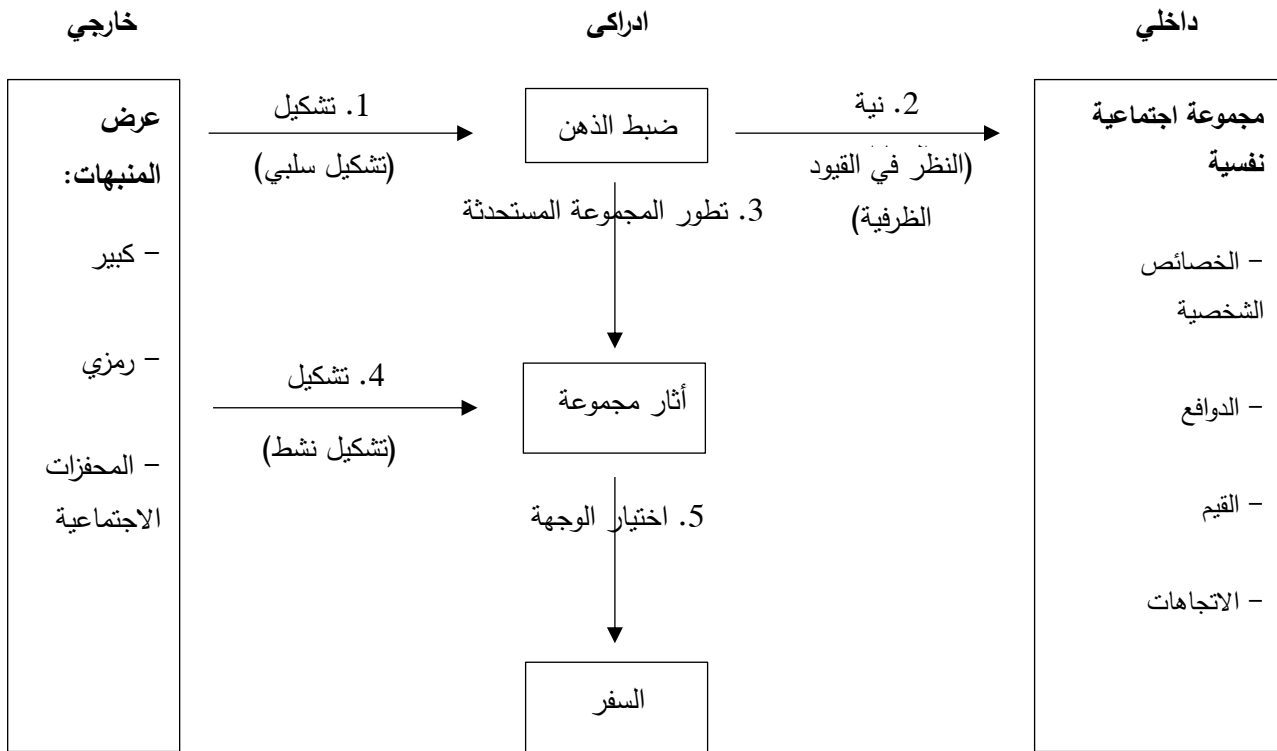 خارجي
ادراكى
داخلي
عرض
المنبهات:
- كبير
- رمزي
- المحفزات
الاجتماعية
1. تشكيل
(تشكيل سلبي)
ضبط الذهن
2. نية
(النظر في القيود
الظرفية)
3. تطور المجموعة المستحدثة
4. تشكيل
(تشكيل نشط)
أثار مجموعة
5. اختيار الوجهة
السفر
مجموعة اجتماعية
نفسية
- الخصائص
الشخصية
- الدوافع
- القيم
- الاتجاهات